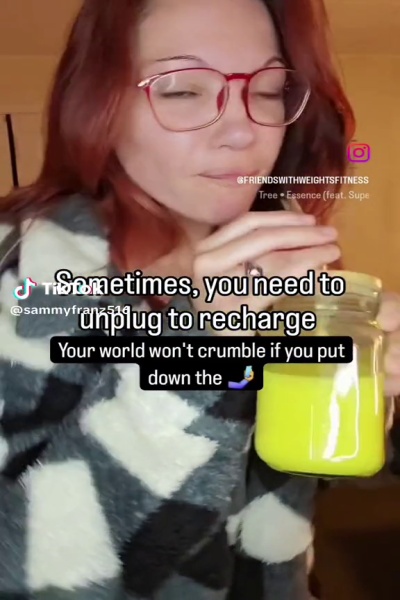 @FRIENDSWITHWEIGHTSFITNESS
Tree • Essence (feat. Supe
TikTok
@sammyfranz516
Sometimes, you need to
unplug to recharge
Your world won't crumble if you put
down the 🤳